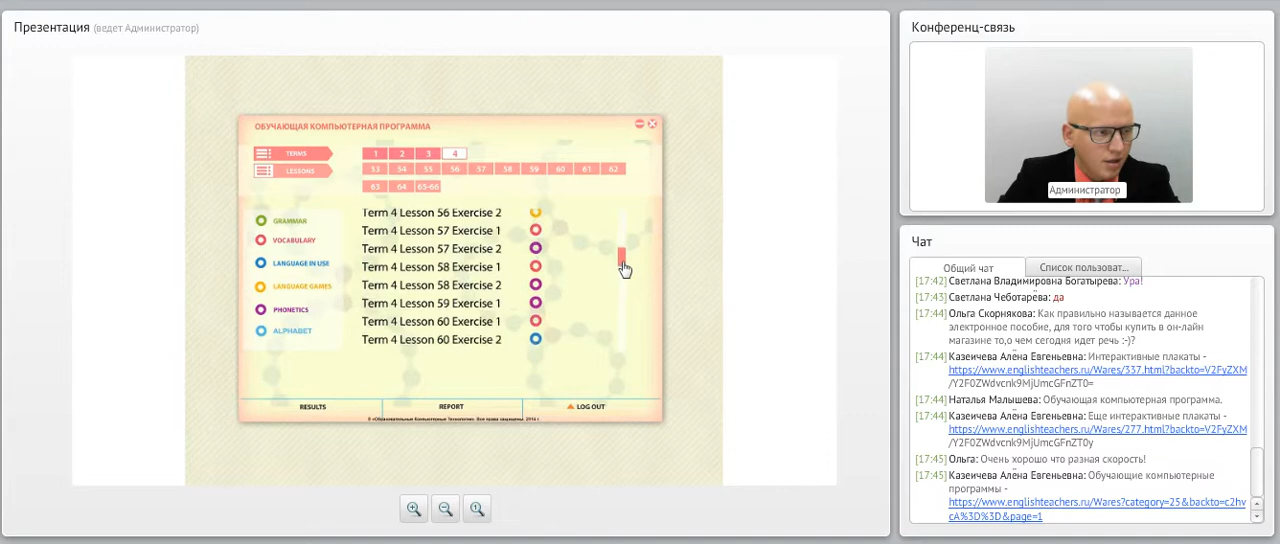 Презентация (ведет Администратор)
ОБУЧАЮЩАЯ КОМПЬЮТЕРНАЯ ПРОГРАММА
TERMS 1 2 3 4
LESSONS 53 54 55 56 57 58 59 60 61 62
63 64 65-66
GRAMMAR
VOCABULARY
LANGUAGE IN USE
LANGUAGE GAMES
PHONETICS
ALPHABET
Term 4 Lesson 56 Exercise 2
Term 4 Lesson 57 Exercise 1
Term 4 Lesson 57 Exercise 2
Term 4 Lesson 58 Exercise 1
Term 4 Lesson 58 Exercise 2
Term 4 Lesson 59 Exercise 1
Term 4 Lesson 60 Exercise 1
Term 4 Lesson 60 Exercise 2
RESULTS REPORT LOG OUT
© «Образовательные Компьютерные Технологии». Все права защищены. 2014 г.
Конференц-связь
Администратор
Чат
Общий чат Список пользоват...
[17:42] Светлана Владимировна Богатырева: Ура!
[17:43] Светлана Чеботарёва: да
[17:44] Ольга Скорнякова: Как правильно называется данное
электронное пособие, для того чтобы купить в он-лайн
магазине то,о чем сегодня идет речь :-)?
[17:44] Казеичева Алёна Евгеньевна: Интерактивные плакаты -
https://www.englishteachers.ru/Wares/337.html?backto=V2FyZXM
/Y2F0ZWdvcnk9MjUmcGFnZT0=
[17:44] Наталья Малышева: Обучающая компьютерная программа.
[17:44] Казеичева Алёна Евгеньевна: Еще интерактивные плакаты -
https://www.englishteachers.ru/Wares/277.html?backto=V2FyZXM
/Y2F0ZWdvcnk9MjUmcGFnZT0y
[17:45] Ольга: Очень хорошо что разная скорость!
[17:45] Казеичева Алёна Евгеньевна: Обучающие компьютерные
программы -
https://www.englishteachers.ru/Wares?category=25&backto=c2hv
cA%3D%3D&page=1